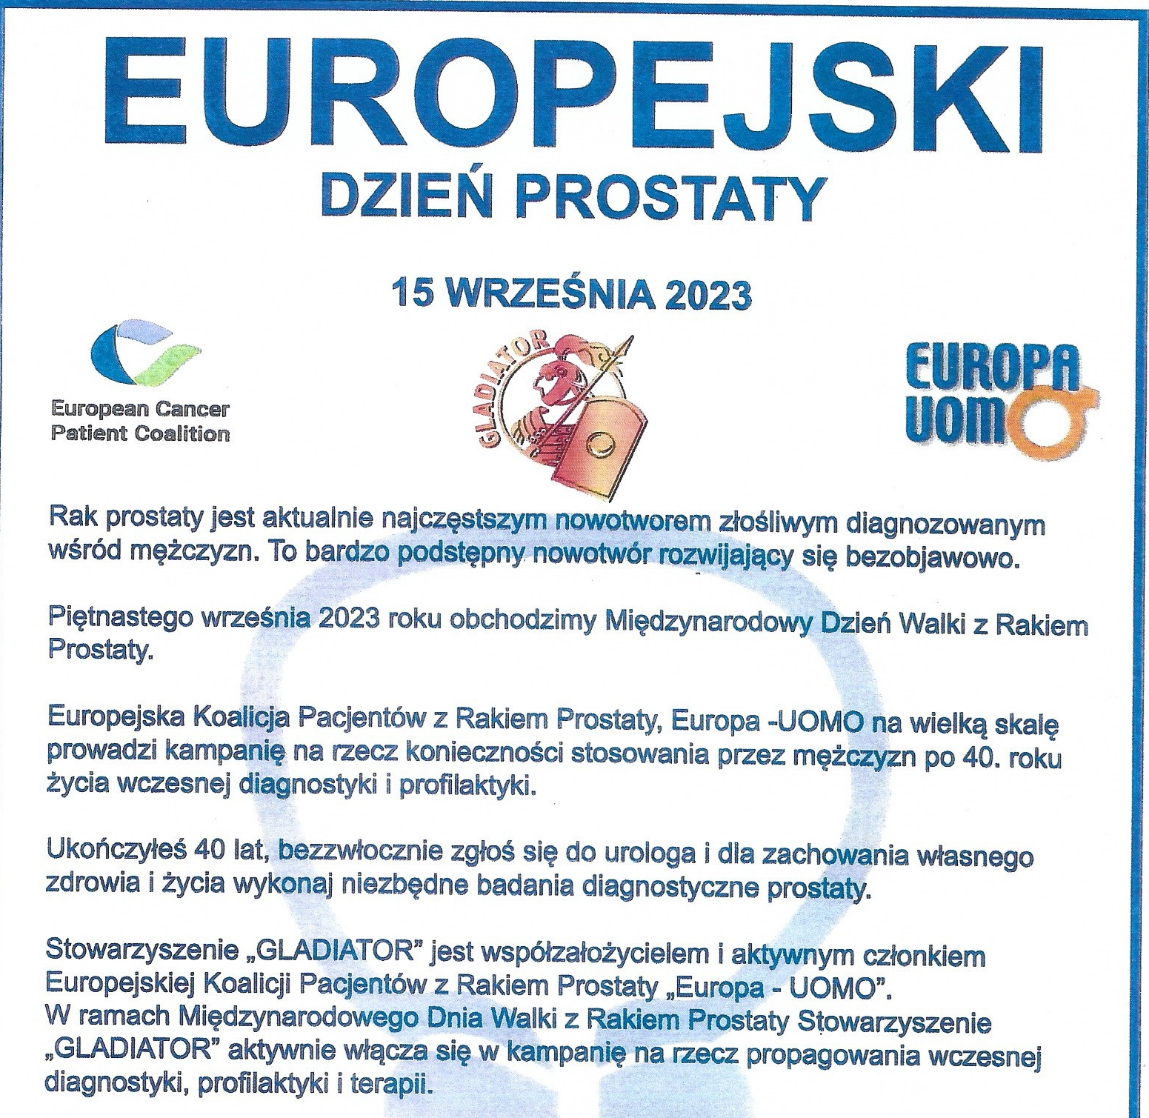 EUROPEJSKI
DZIEŃ PROSTATY
15 WRZEŚNIA 2023
European Cancer
Patient Coalition
GLADIATOR
EUROPA
UOMO
Rak prostaty jest aktualnie najczęstszym nowotworem złośliwym diagnozowanym
wśród mężczyzn. To bardzo podstępny nowotwór rozwijający się bezobjawowo.
Piętnastego września 2023 roku obchodzimy Międzynarodowy Dzień Walki z Rakiem
Prostaty.
Europejska Koalicja Pacjentów z Rakiem Prostaty, Europa -UOMO na wielką skalę
prowadzi kampanię na rzecz konieczności stosowania przez mężczyzn po 40. roku
życia wczesnej diagnostyki i profilaktyki.
Ukończyłeś 40 lat, bezzwłocznie zgłoś się do urologa i dla zachowania własnego
zdrowia i życia wykonaj niezbędne badania diagnostyczne prostaty.
Stowarzyszenie „GLADIATOR” jest współzałożycielem i aktywnym członkiem
Europejskiej Koalicji Pacjentów z Rakiem Prostaty „Europa - UOMO”.
W ramach Międzynarodowego Dnia Walki z Rakiem Prostaty Stowarzyszenie
„GLADIATOR” aktywnie włącza się w kampanię na rzecz propagowania wczesnej
diagnostyki, profilaktyki i terapii.